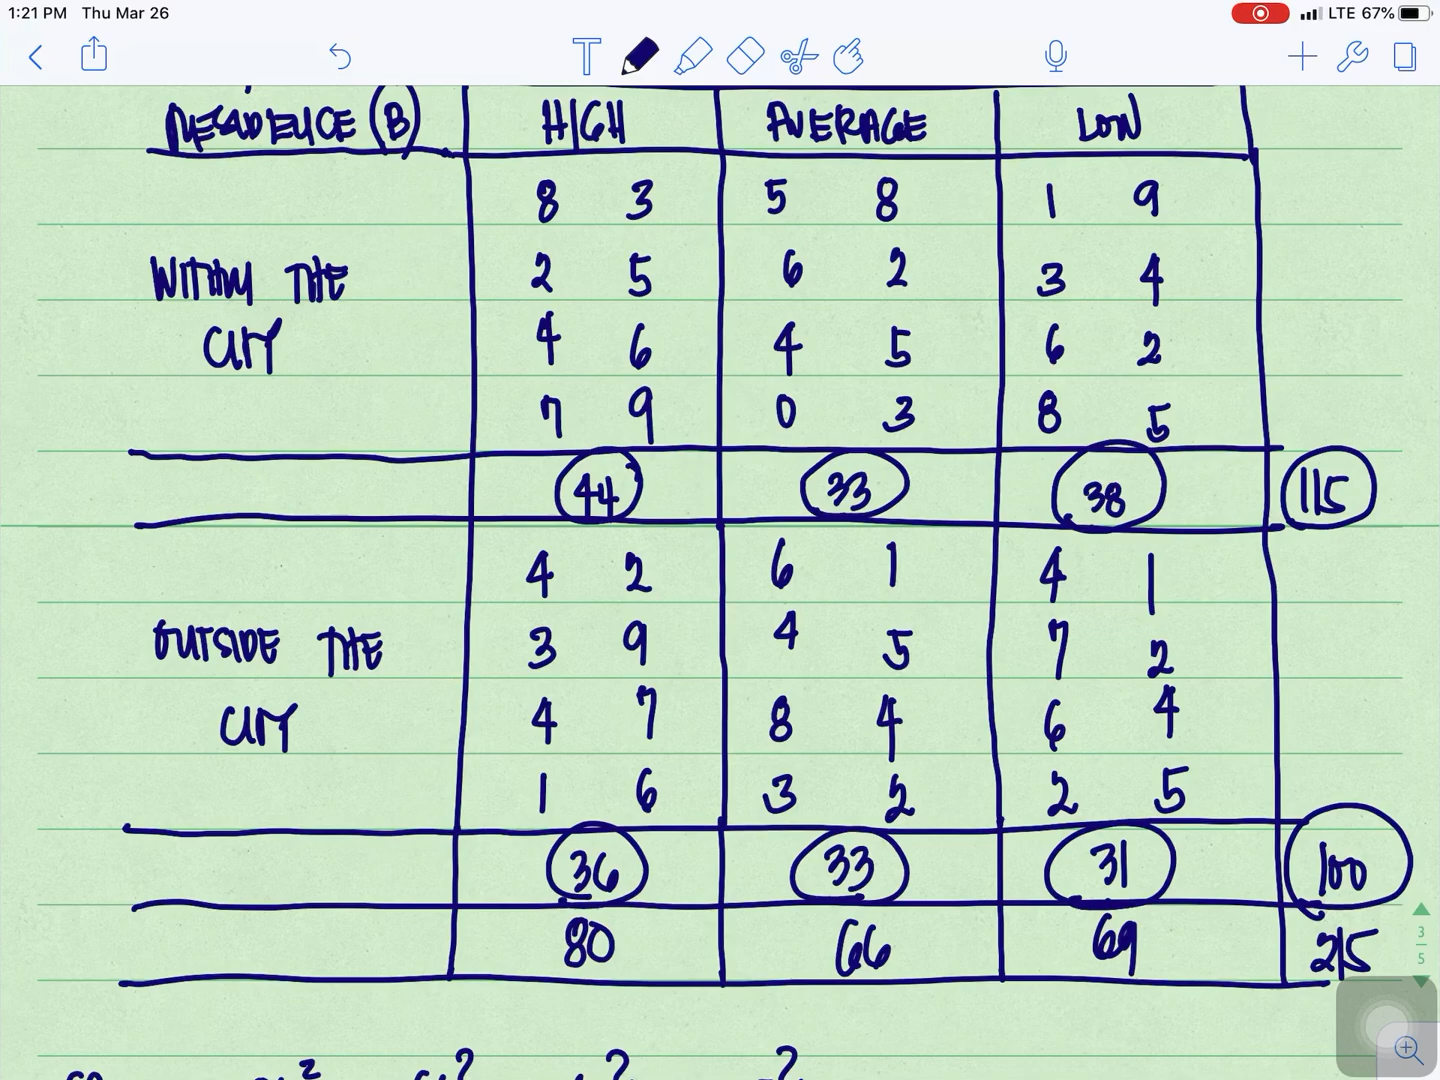 1:21 PM Thu Mar 26 LTE 67%
RESIDENCE (B) HIGH AVERAGE LOW
8 3 5 8 1 9
WITHIN THE 2 5 6 2 3 4
CITY 4 6 4 5 6 2
7 9 0 3 8 5
44 33 38 115
4 2 6 1 4 1
OUTSIDE THE 3 9 4 5 7 2
CITY 4 7 8 4 6 4
1 6 3 2 2 5
36 33 31 100
80 66 69 215
3
5